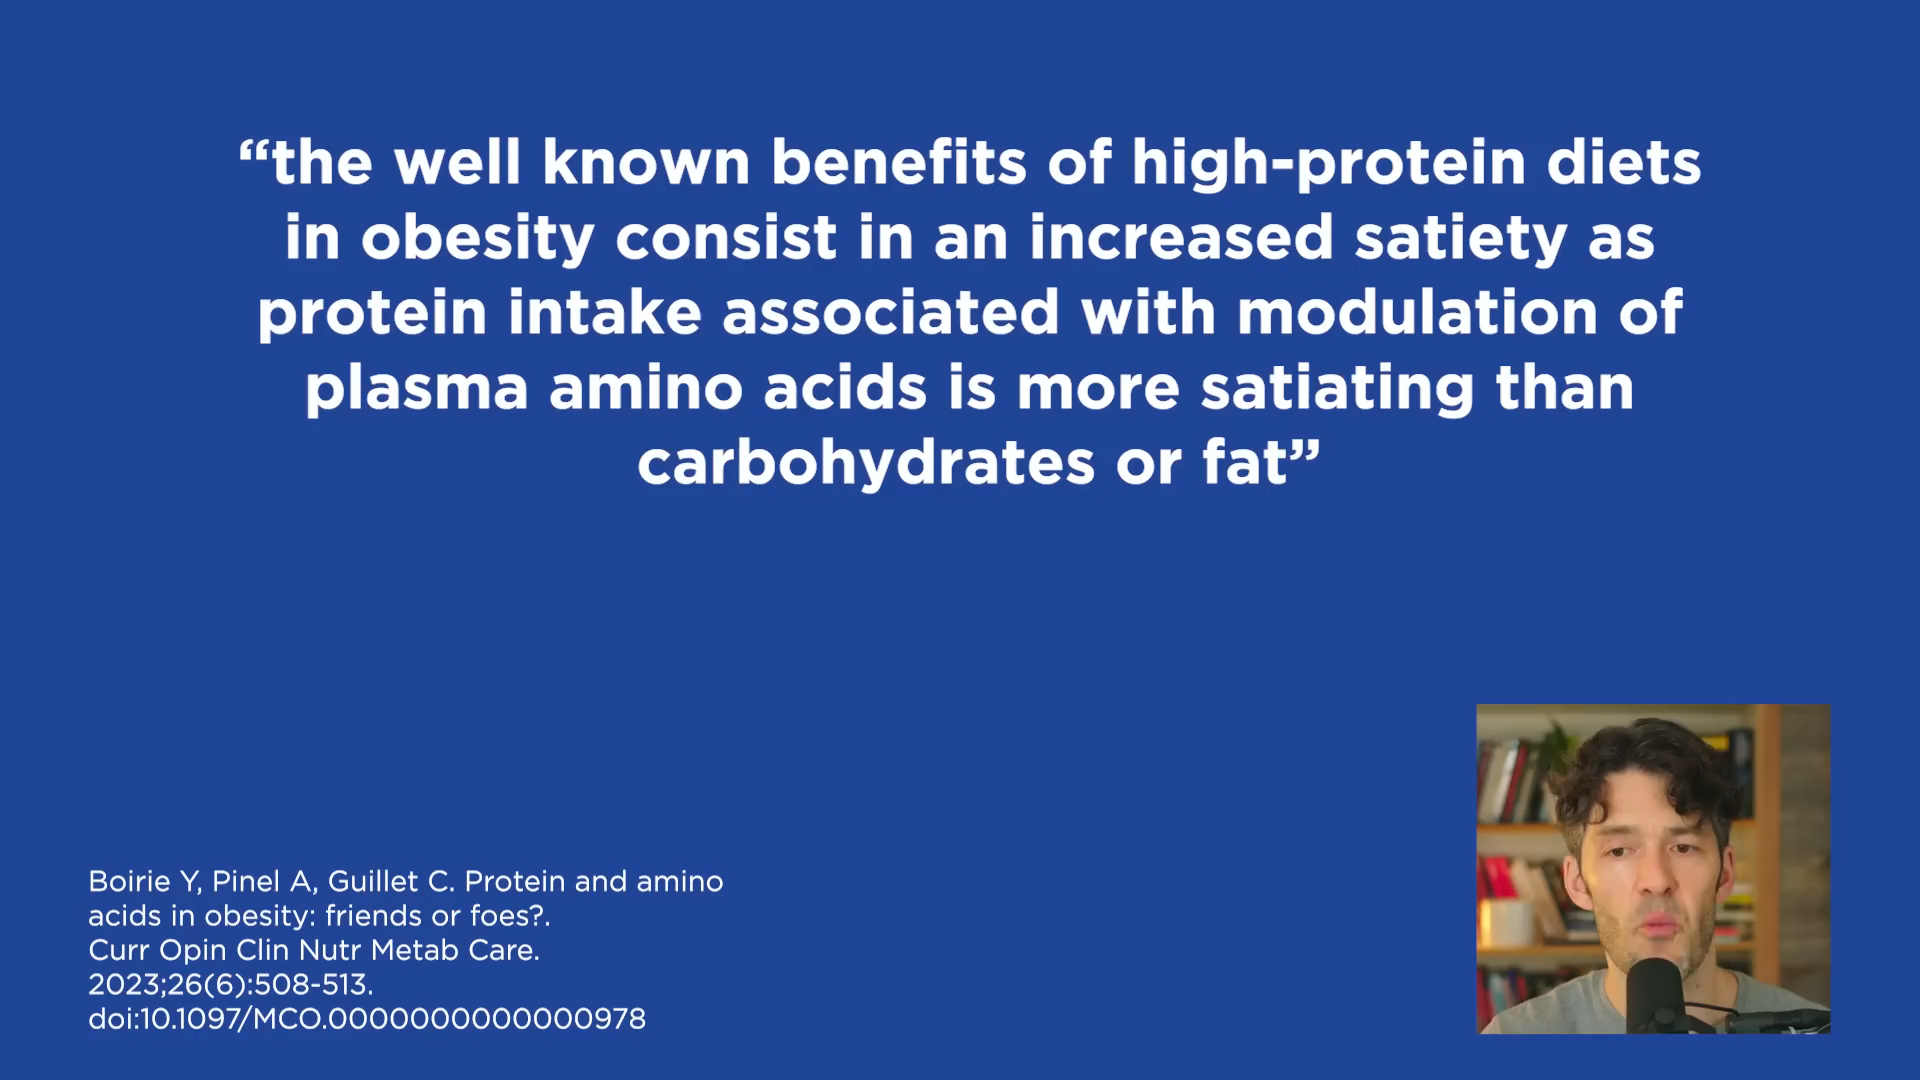 “the well known benefits of high-protein diets
in obesity consist in an increased satiety as
protein intake associated with modulation of
plasma amino acids is more satiating than
carbohydrates or fat”
Boirie Y, Pinel A, Guillet C. Protein and amino
acids in obesity: friends or foes?.
Curr Opin Clin Nutr Metab Care.
2023;26(6):508-513.
doi:10.1097/MCO.0000000000000978